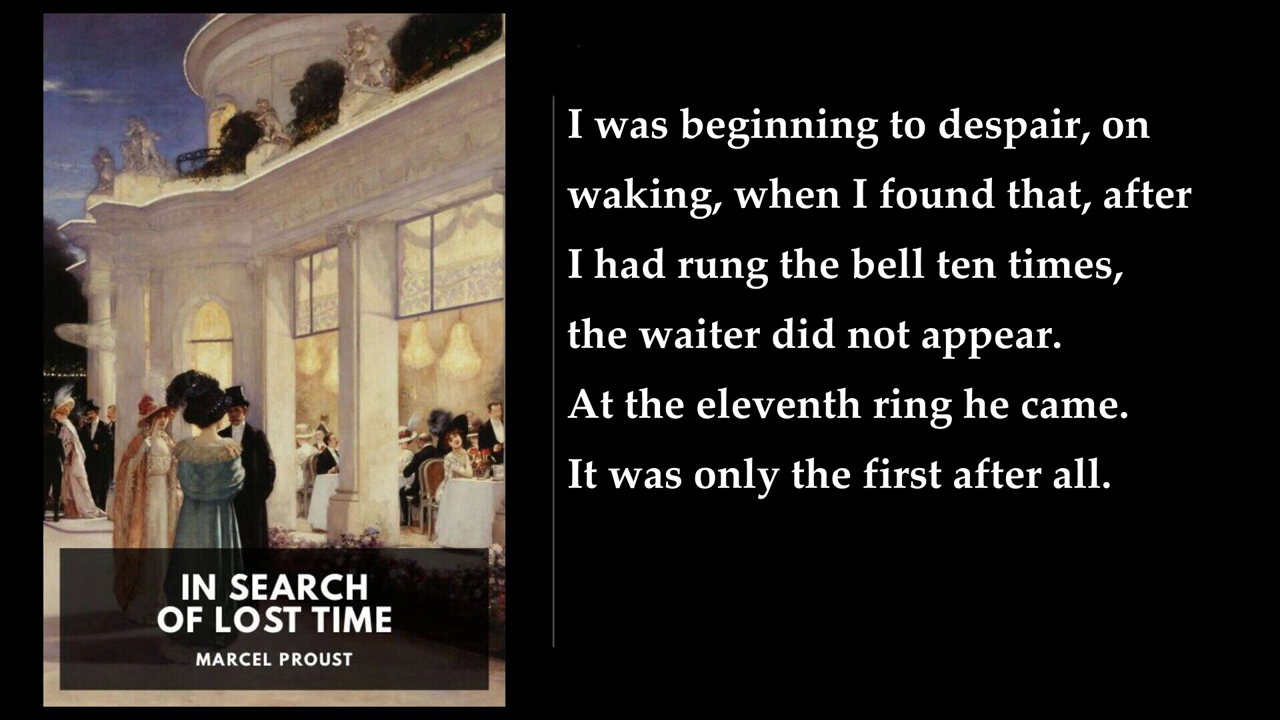 I was beginning to despair, on
waking, when I found that, after
I had rung the bell ten times,
the waiter did not appear.
At the eleventh ring he came.
It was only the first after all.
IN SEARCH
OF LOST TIME
MARCEL PROUST